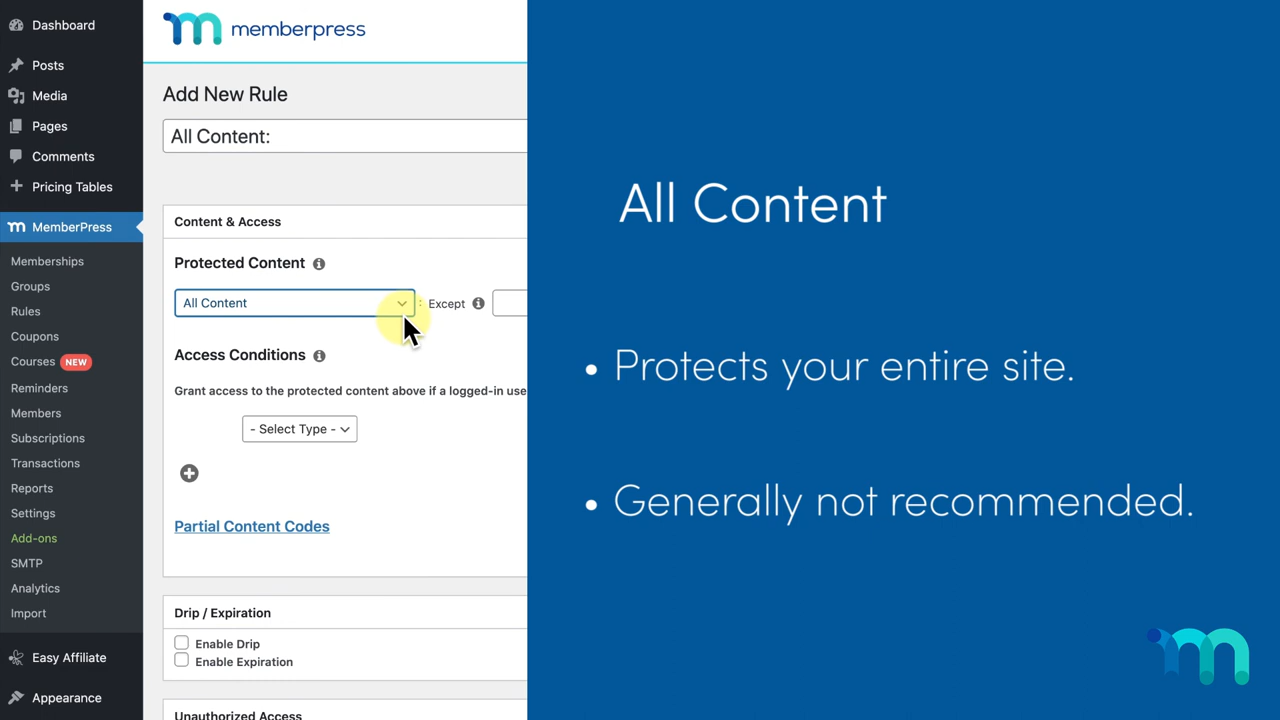 Dashboard
Posts
Media
Pages
Comments
Pricing Tables
MemberPress
Memberships
Groups
Rules
Coupons
Courses NEW
Reminders
Members
Subscriptions
Transactions
Reports
Settings
Add-ons
SMTP
Analytics
Import
Easy Affiliate
Appearance
memberpress
Add New Rule
All Content:
Content & Access
Protected Content
All Content : Except
Access Conditions
Grant access to the protected content above if a logged-in use
- Select Type -
Partial Content Codes
Drip / Expiration
Enable Drip
Enable Expiration
Unauthorized Access
All Content
• Protects your entire site.
• Generally not recommended.